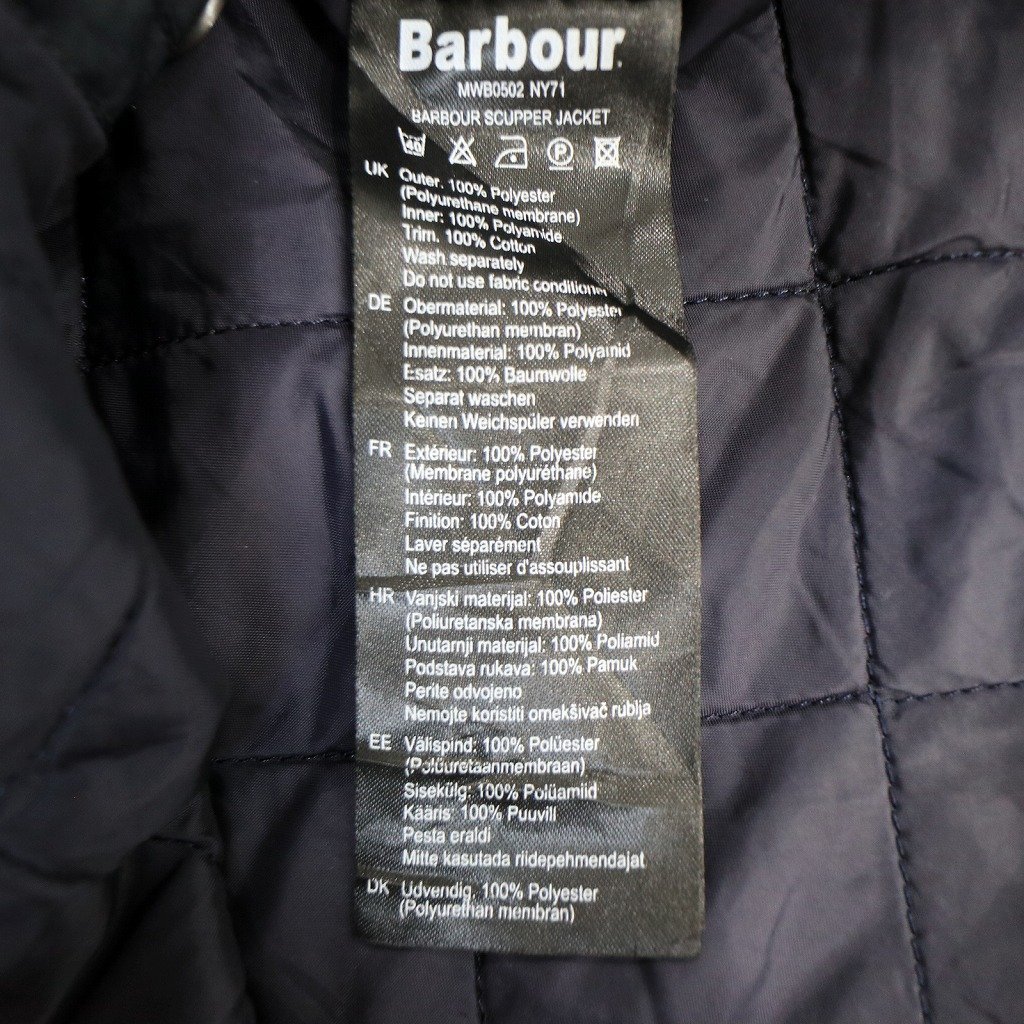 Barbour
MWB0502 NY71
BARBOUR SCUPPER JACKET
40 P
UK Outer. 100% Polyester
(Polyurethane membrane)
Inner: 100% Polyamide
Trim. 100% Cotton
Wash separately
Do not use fabric
DE Obermaterial: 100% Polyester
(Polyurethan membran)
Innenmaterial: 100% Polyamid
Esatz: 100% Baumwolle
Separat waschen
Keinen Weichspüler verwenden
FR Extérieur: 100% Polyester
(Membrane polyuréthane)
Intérieur: 100% Polyamide
Finition: 100% Coton
Laver séparément
Ne pas utiliser d'assouplissant
HR Vanjski materijal: 100% Poliester
(Poliuretanska membrana)
Unutarnji materijal: 100% Poliamid
Podstava rukava: 100% Pamuk
Perite odvojeno
Nemojte koristiti omekšivač rublja
EE Välispind: 100% Polüester
(Polüuretaanmembraan)
Sisekülg: 100% Polüamiid
Kääris: 100% Puuvill
Pesta eraldi
Mitte kasutada riidepehmendajat
DK Udvendig, 100% Polyester
(Polyurethan membran)